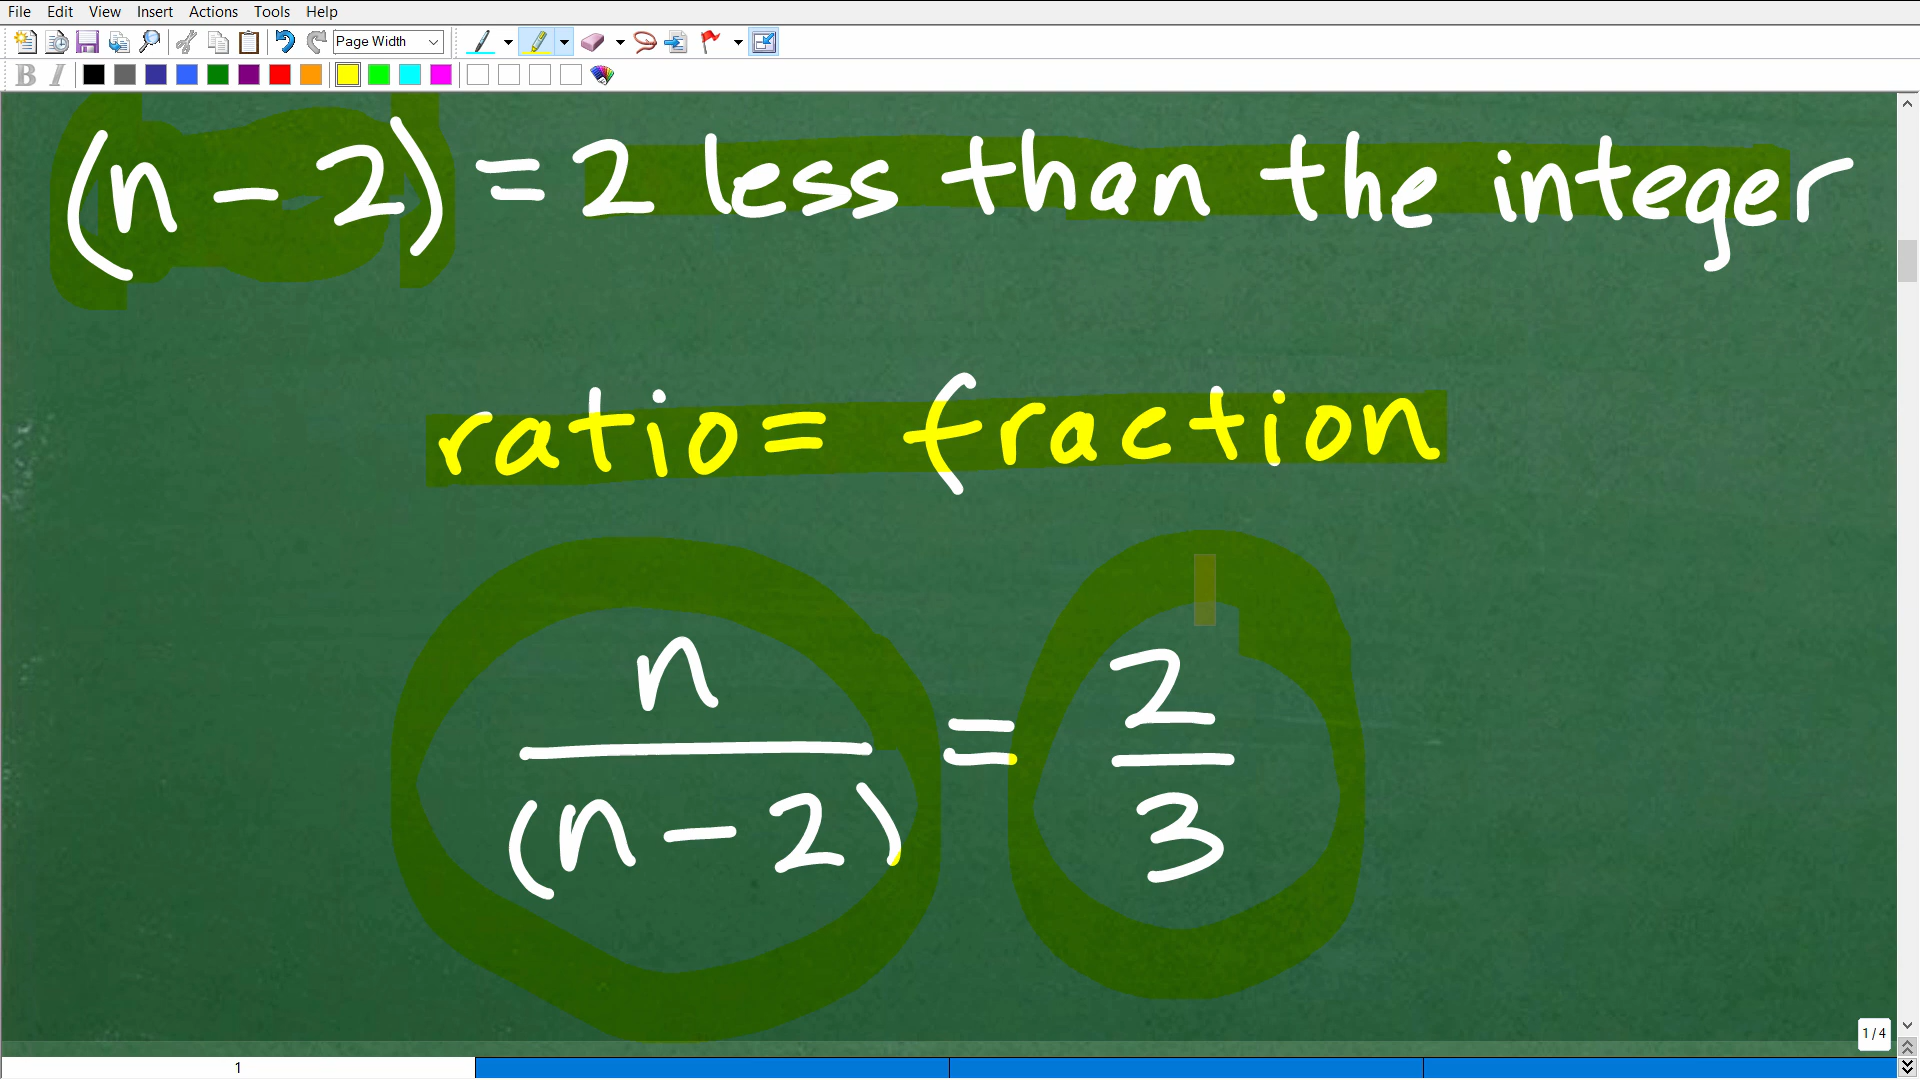 File Edit View Insert Actions Tools Help
Page Width
B I
(n - 2) = 2 less than the integer
ratio = fraction
n/(n - 2) = 2/3
1 / 4
1